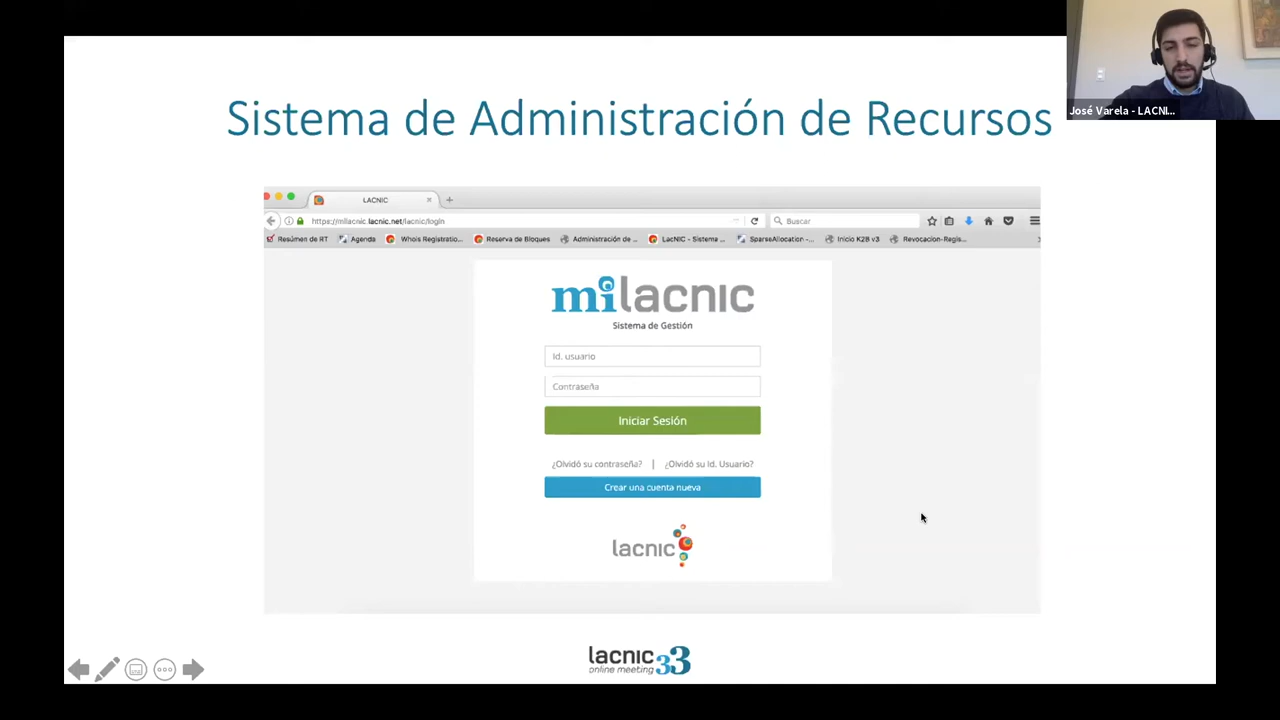 Sistema de Administración de Recursos
José Varela - LACNI...
LACNIC
https://milacnic.lacnic.net/lacnic/login
Buscar
Resúmen de RT
Agenda
Whois Registratio...
Reserva de Bloques
Administración de ...
LacNIC - Sistema ...
SparseAllocation -...
Inicio K2B v3
Revocacion-Regis...
milacnic
Sistema de Gestión
Id. usuario
Contraseña
Iniciar Sesión
¿Olvidó su contraseña? | ¿Olvidó su Id. Usuario?
Crear una cuenta nueva
lacnic
lacnic 33
online meeting